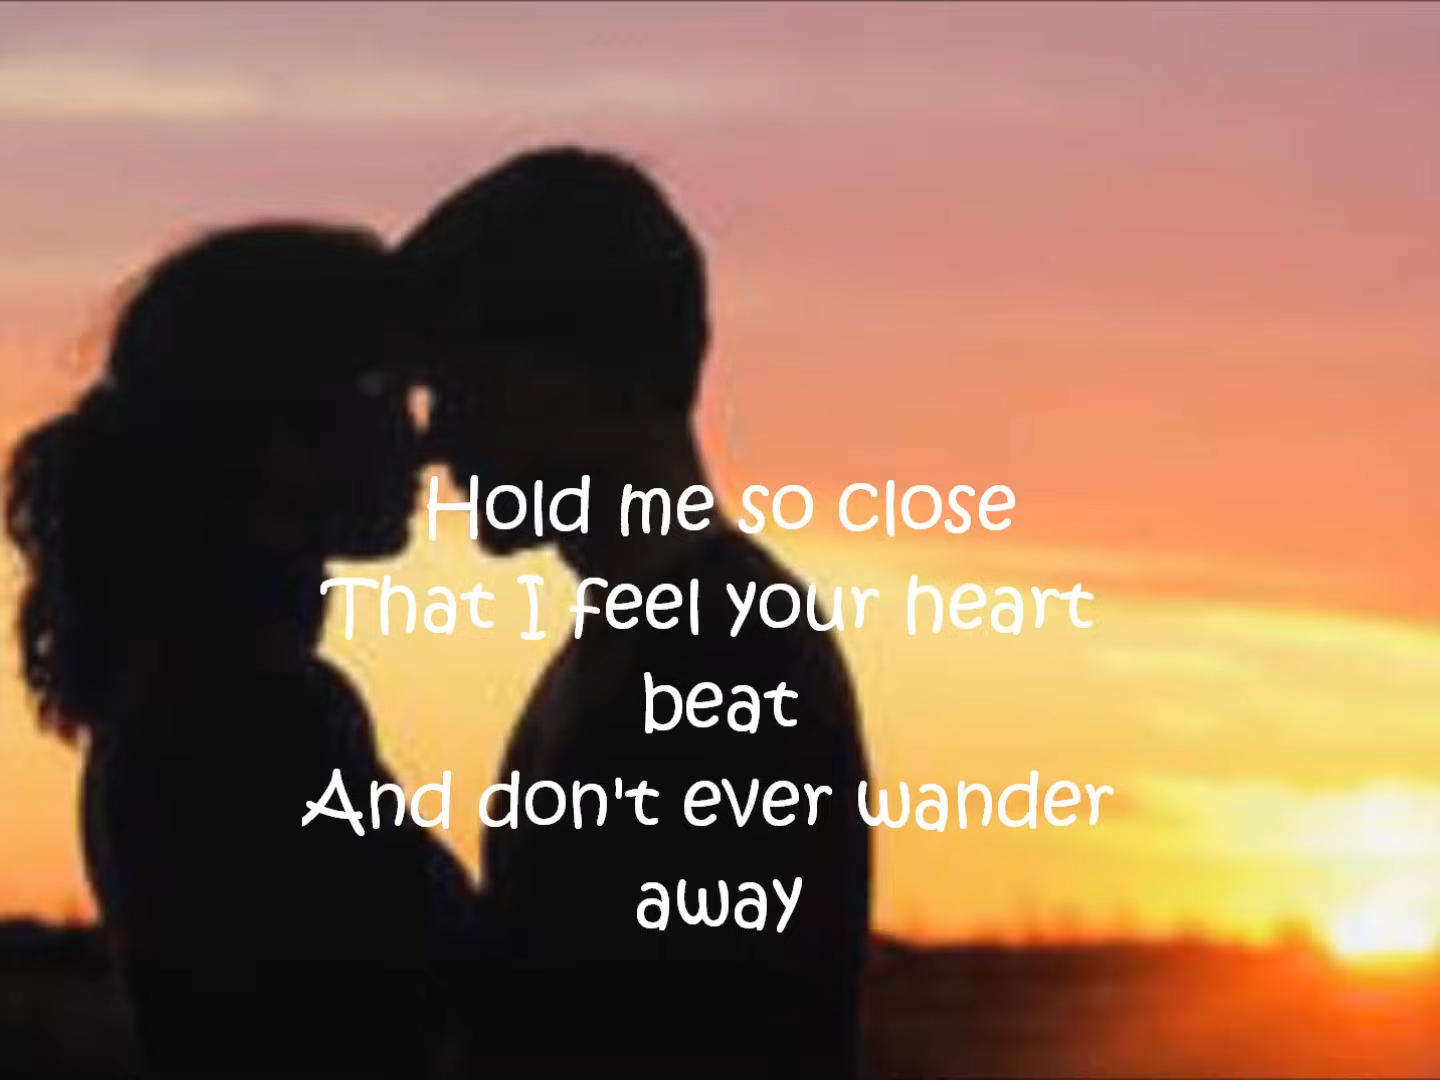 Hold me so close
That I feel your heart
beat
And don't ever wander
away